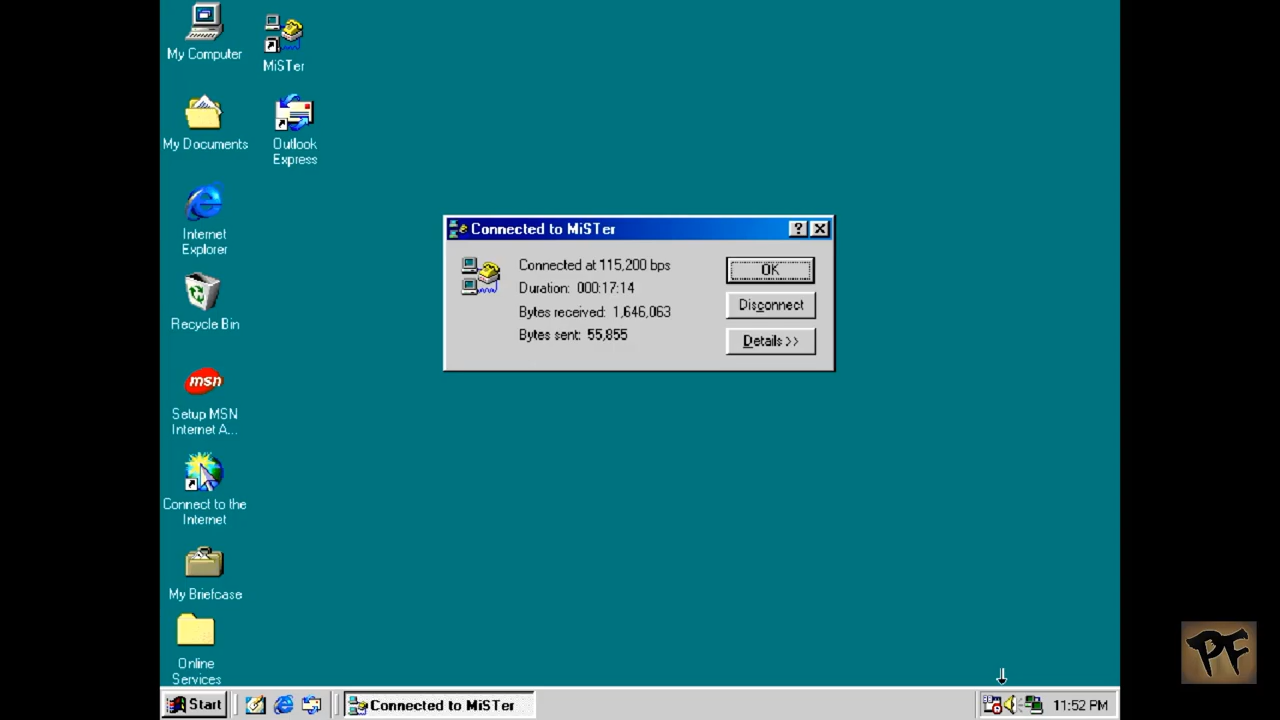 My Computer
MiSTer
My Documents
Outlook
Express
Internet
Explorer
Recycle Bin
msn
Setup MSN
Internet A...
Connect to the
Internet
My Briefcase
Online
Services
Connected to MiSTer
Connected at 115,200 bps
Duration: 000:17:14
Bytes received: 1,646,063
Bytes sent: 55,855
OK
Disconnect
Details >>
Start
Connected to MiSTer
11:52 PM
PF